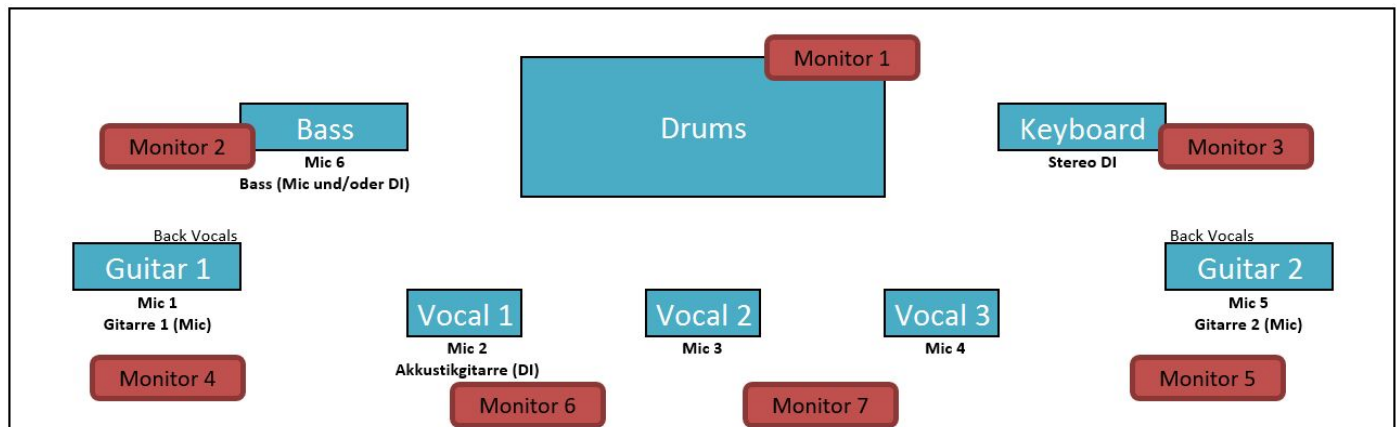 Monitor 1
Bass
Drums
Keyboard
Monitor 2
Monitor 3
Mic 6
Stereo DI
Bass (Mic und/oder DI)
Back Vocals
Back Vocals
Guitar 1
Guitar 2
Mic 1
Mic 5
Gitarre 1 (Mic)
Gitarre 2 (Mic)
Vocal 1
Vocal 2
Vocal 3
Mic 2
Mic 3
Mic 4
Akkustikgitarre (DI)
Monitor 4
Monitor 5
Monitor 6
Monitor 7